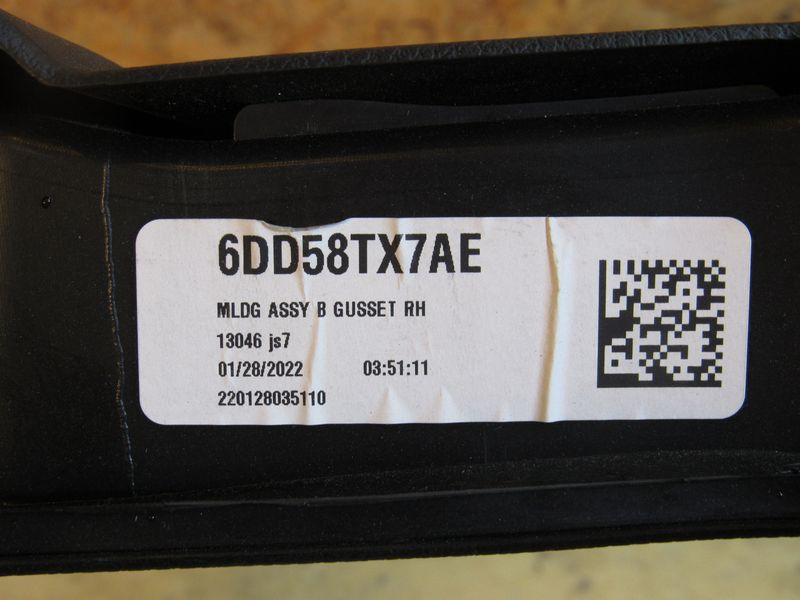 6DD58TX7AE
MLDG ASSY B GUSSET RH
13046 js7
01/28/2022 03:51:11
220128035110